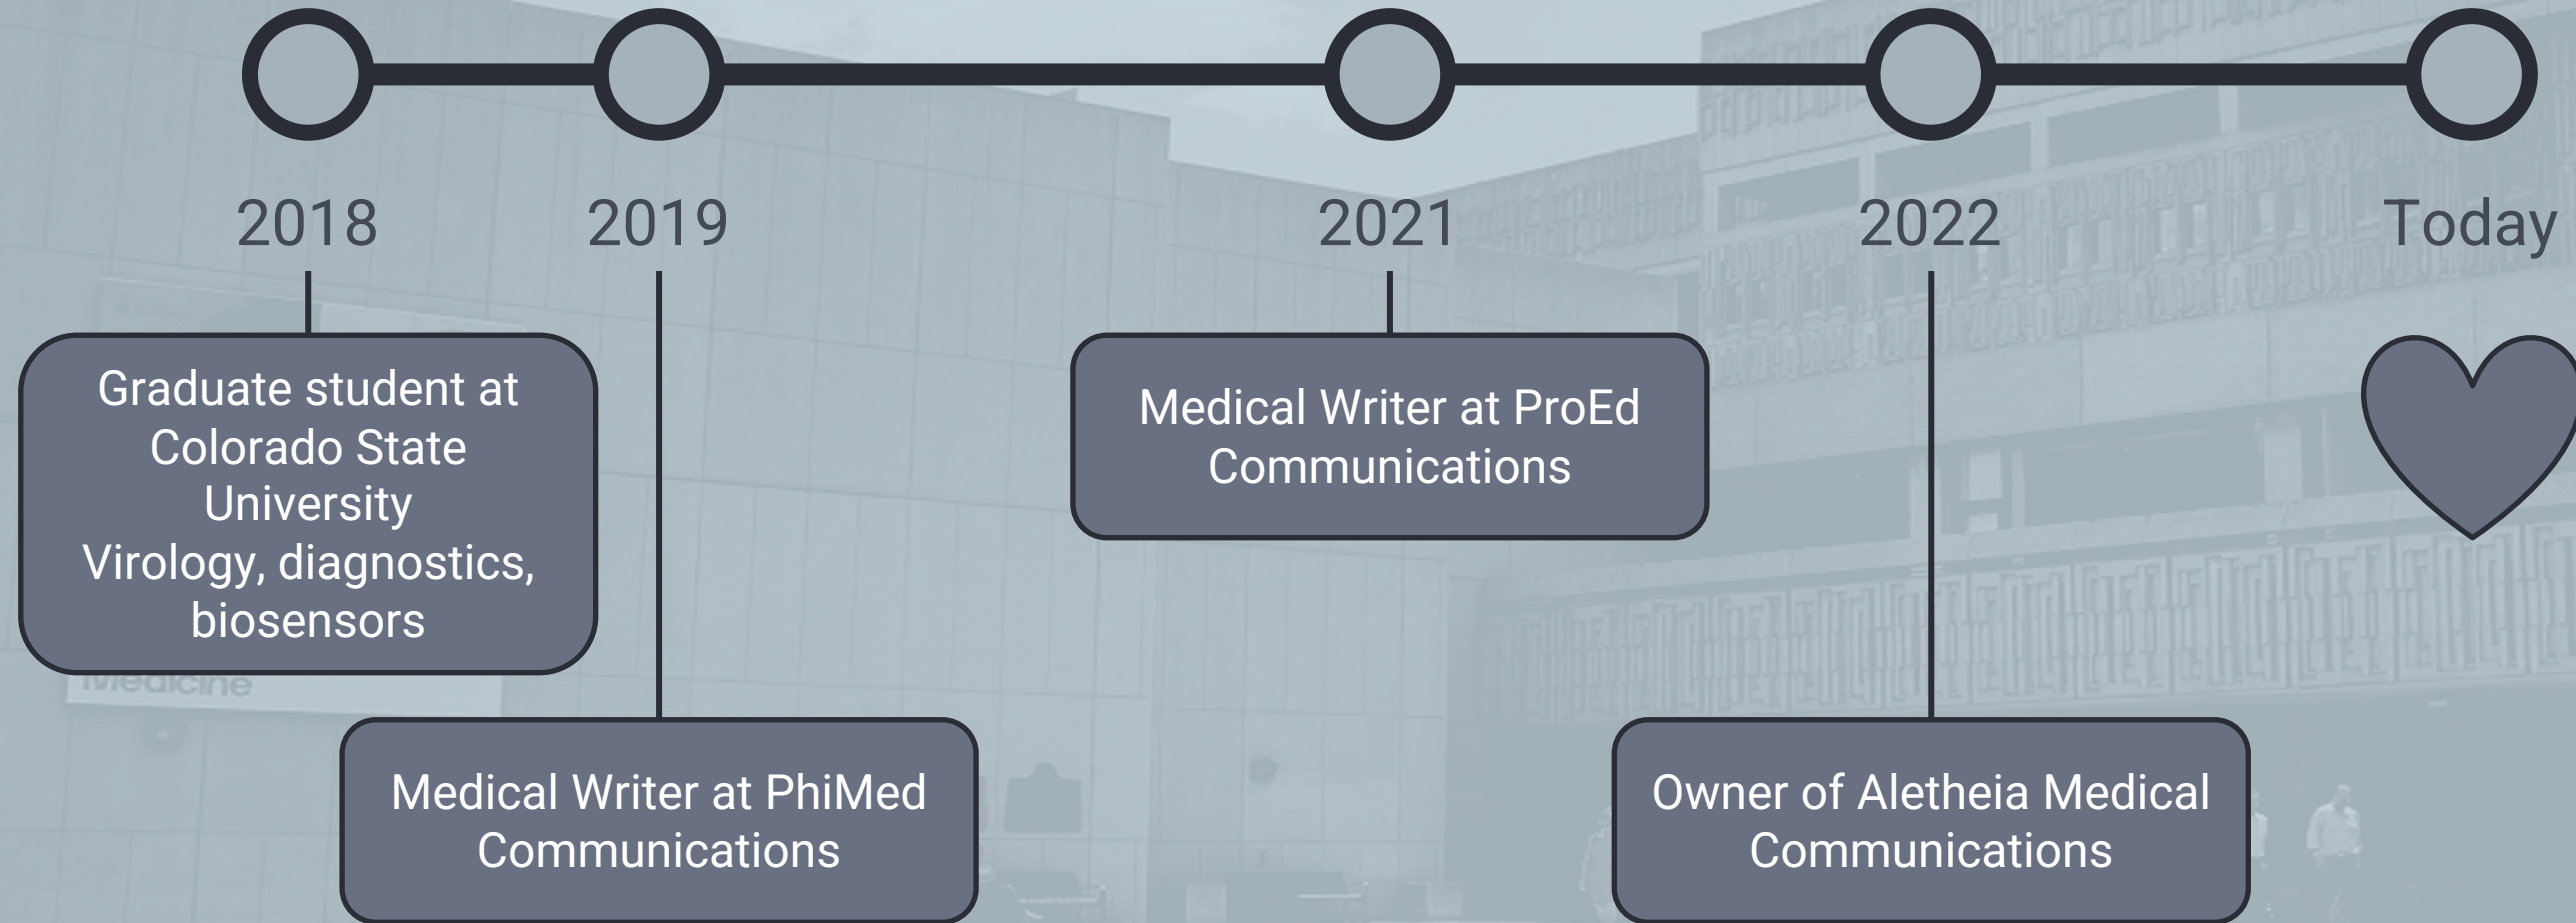 2018
2019
2021
2022
Today
Graduate student at
Colorado State
University
Virology, diagnostics,
biosensors
Medical Writer at ProEd
Communications
Medicine
Medical Writer at PhiMed
Communications
Owner of Aletheia Medical
Communications